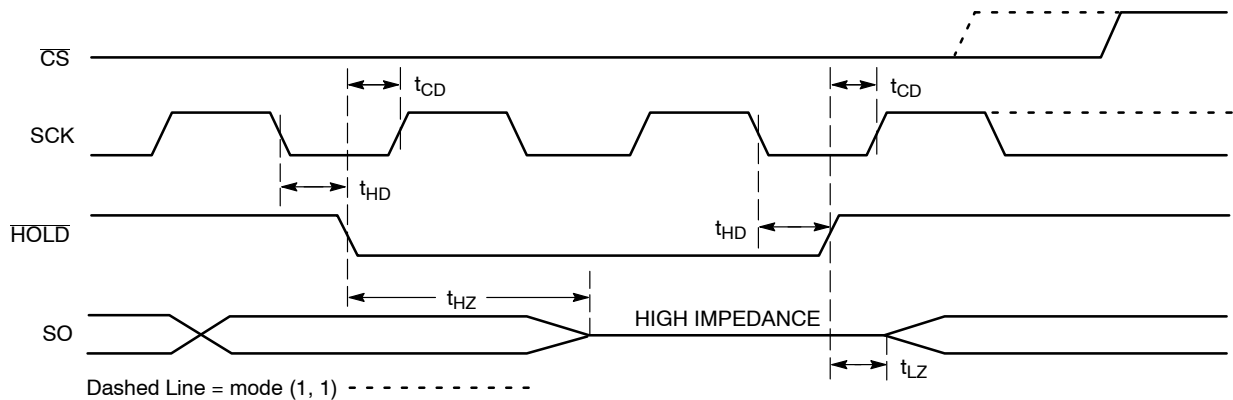 CS
tCD
tCD
SCK
tHD
HOLD
tHD
tHZ
HIGH IMPEDANCE
SO
tLZ
Dashed Line = mode (1, 1)